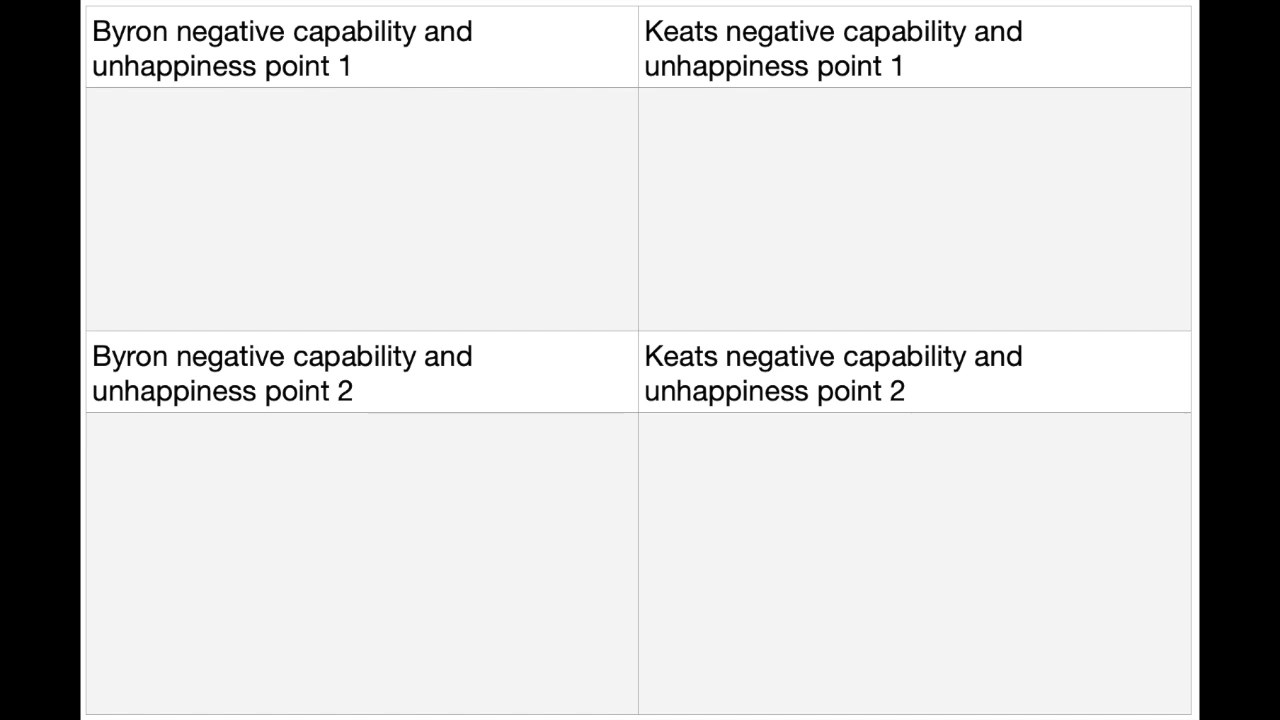 Byron negative capability and
unhappiness point 1
Keats negative capability and
unhappiness point 1
Byron negative capability and
unhappiness point 2
Keats negative capability and
unhappiness point 2